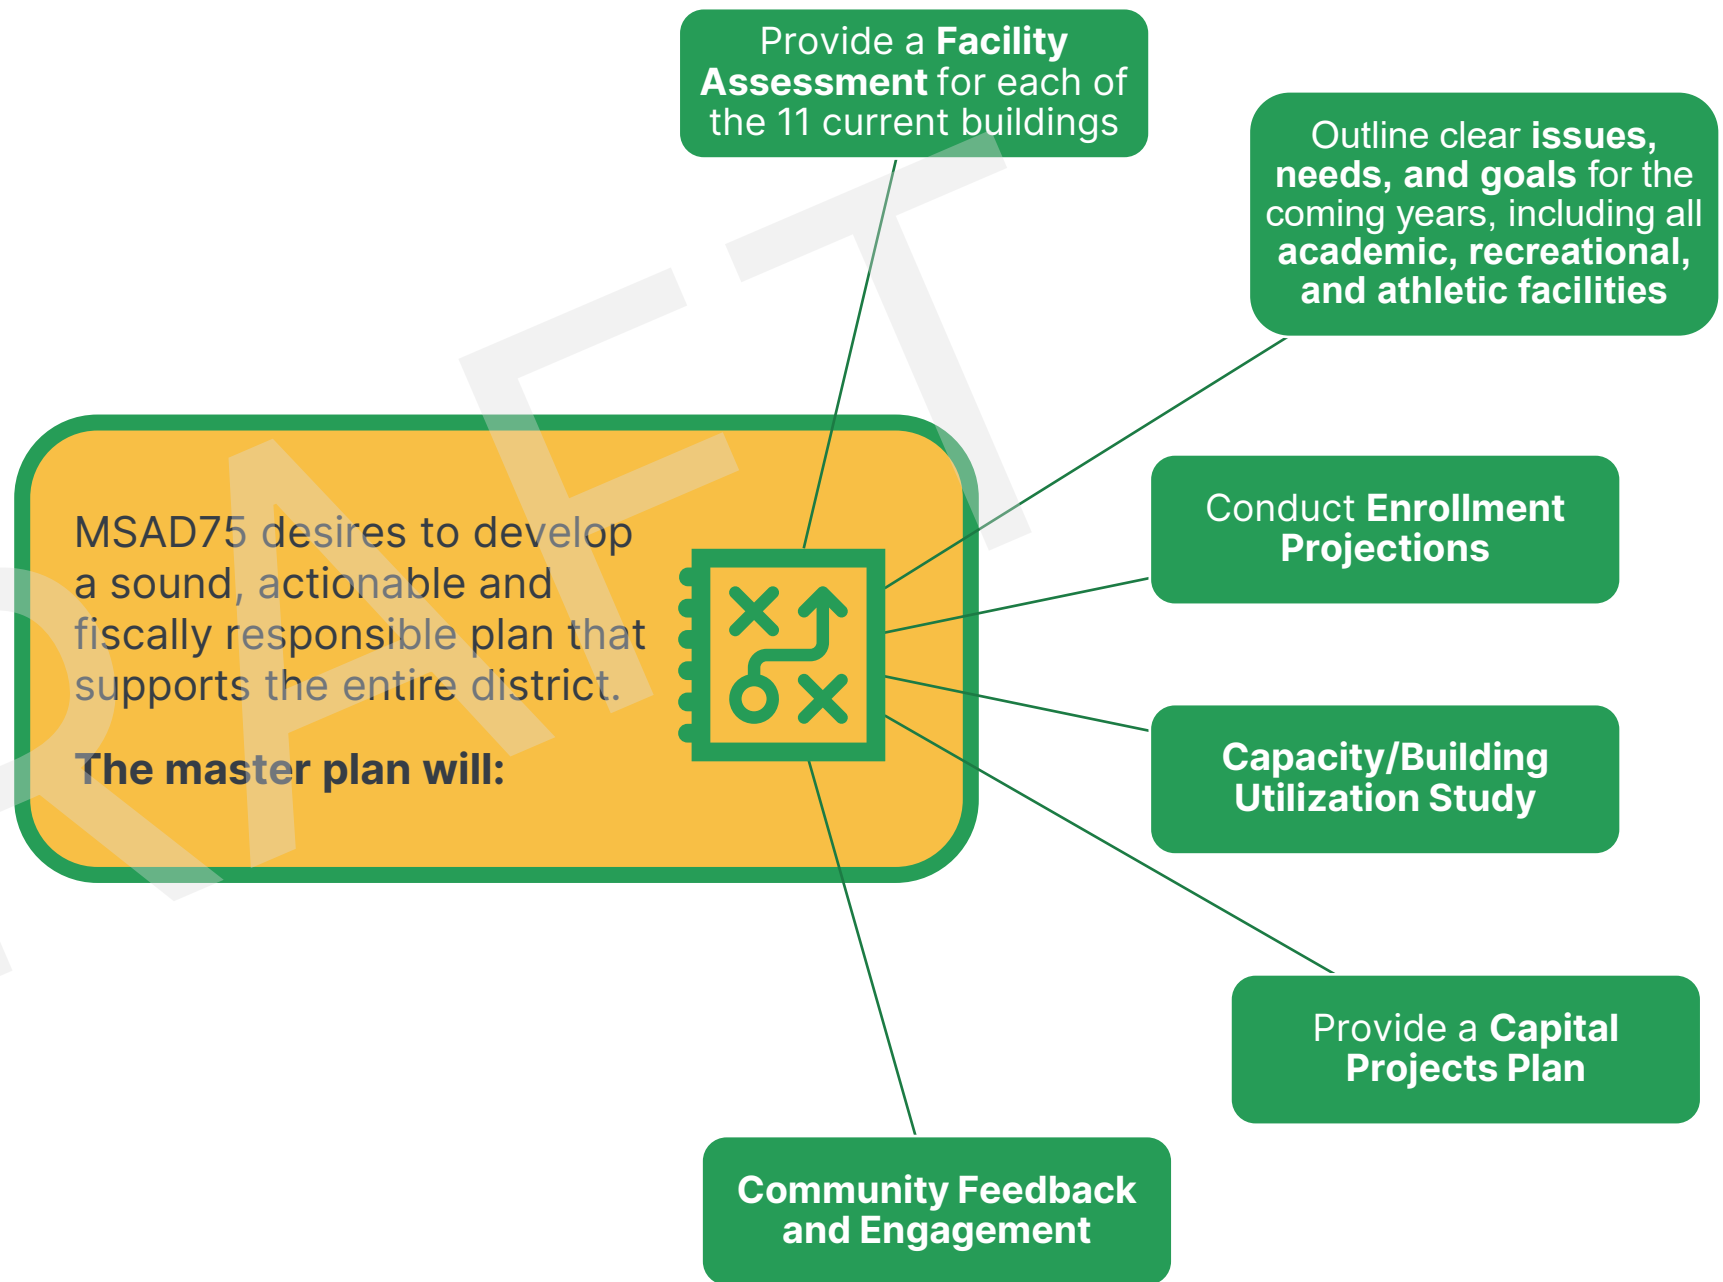 Provide a Facility
Assessment for each of
the 11 current buildings
Outline clear issues,
needs, and goals for the
coming years, including all
academic, recreational,
and athletic facilities
MSAD75 desires to develop
a sound, actionable and
fiscally responsible plan that
supports the entire district.
The master plan will:
Conduct Enrollment
Projections
Capacity/Building
Utilization Study
Provide a Capital
Projects Plan
Community Feedback
and Engagement
RAFT